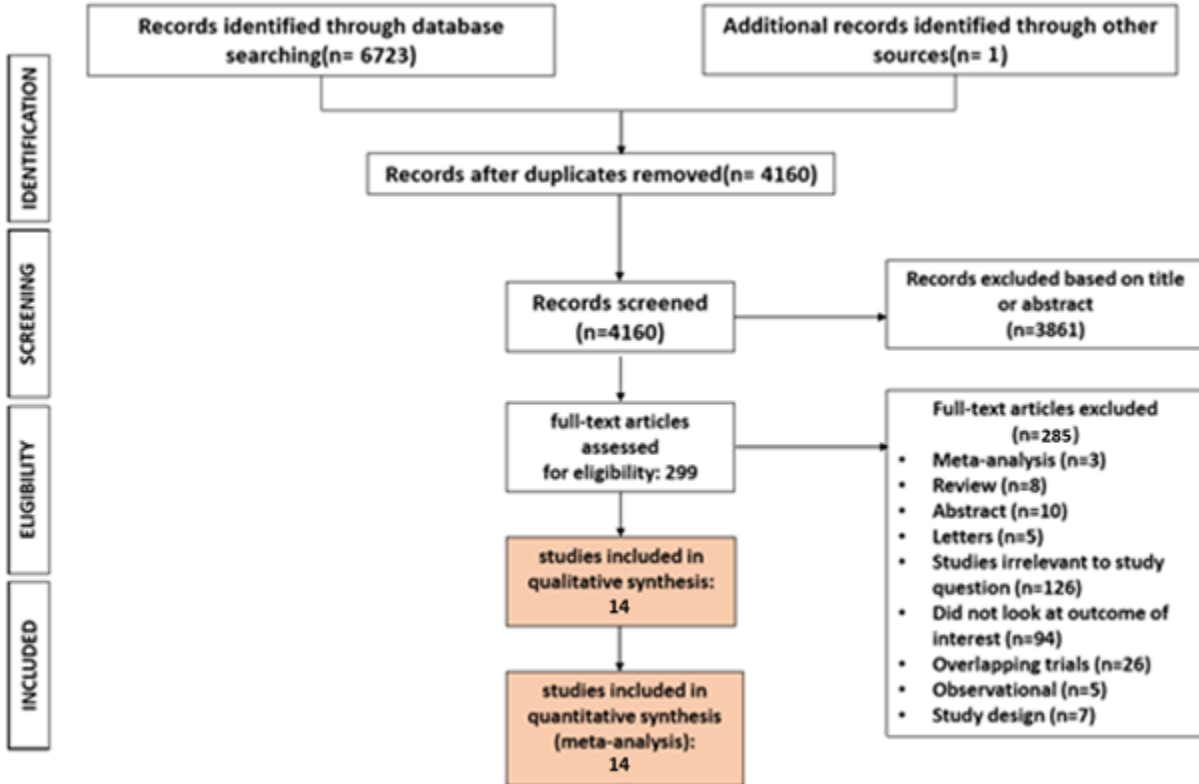 Records identified through database
searching(n= 6723)
Additional records identified through other
sources(n= 1)
IDENTIFICATION
Records after duplicates removed(n= 4160)
SCREENING
Records screened
(n=4160)
Records excluded based on title
or abstract
(n=3861)
ELIGIBILITY
full-text articles
assessed
for eligibility: 299
Full-text articles excluded
(n=285)
• Meta-analysis (n=3)
• Review (n=8)
• Abstract (n=10)
• Letters (n=5)
• Studies irrelevant to study
question (n=126)
• Did not look at outcome of
interest (n=94)
• Overlapping trials (n=26)
• Observational (n=5)
• Study design (n=7)
studies included in
qualitative synthesis:
14
INCLUDED
studies included in
quantitative synthesis
(meta-analysis):
14